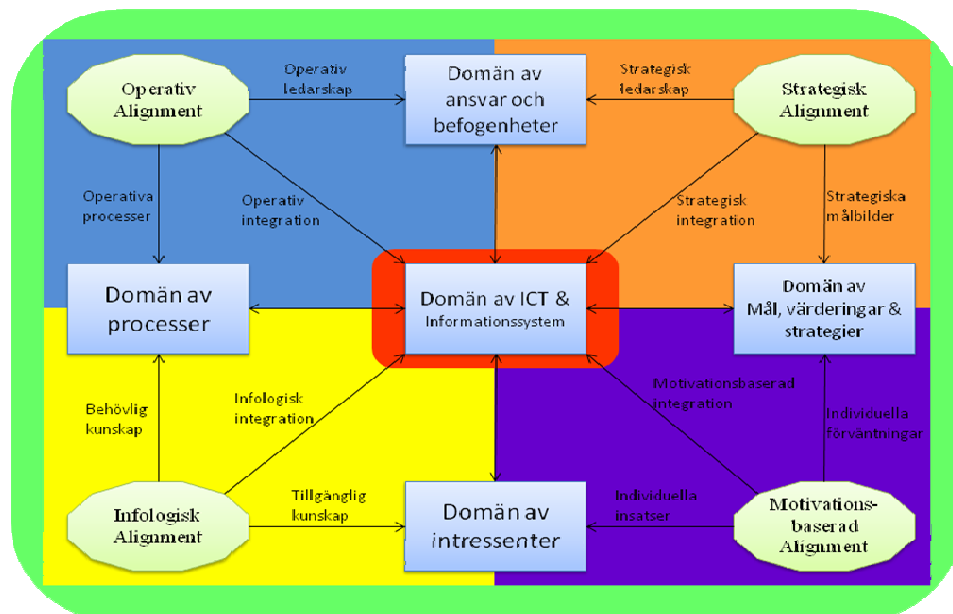 Operativ
Alignment
Operativ
ledarskap
Domän av
ansvar och
befogenheter
Strategisk
ledarskap
Strategisk
Alignment
Operativa
processer
Operativ
integration
Strategisk
integration
Strategiska
målbilder
Domän av
processer
Domän av ICT &
Informationssystem
Domän av
Mål, värderingar &
strategier
Behövlig
kunskap
Infologisk
integration
Motivationsbaserad
integration
Individuella
förväntningar
Infologisk
Alignment
Tillgänglig
kunskap
Domän av
intressenter
Individuella
insatser
Motivations-
baserad
Alignment